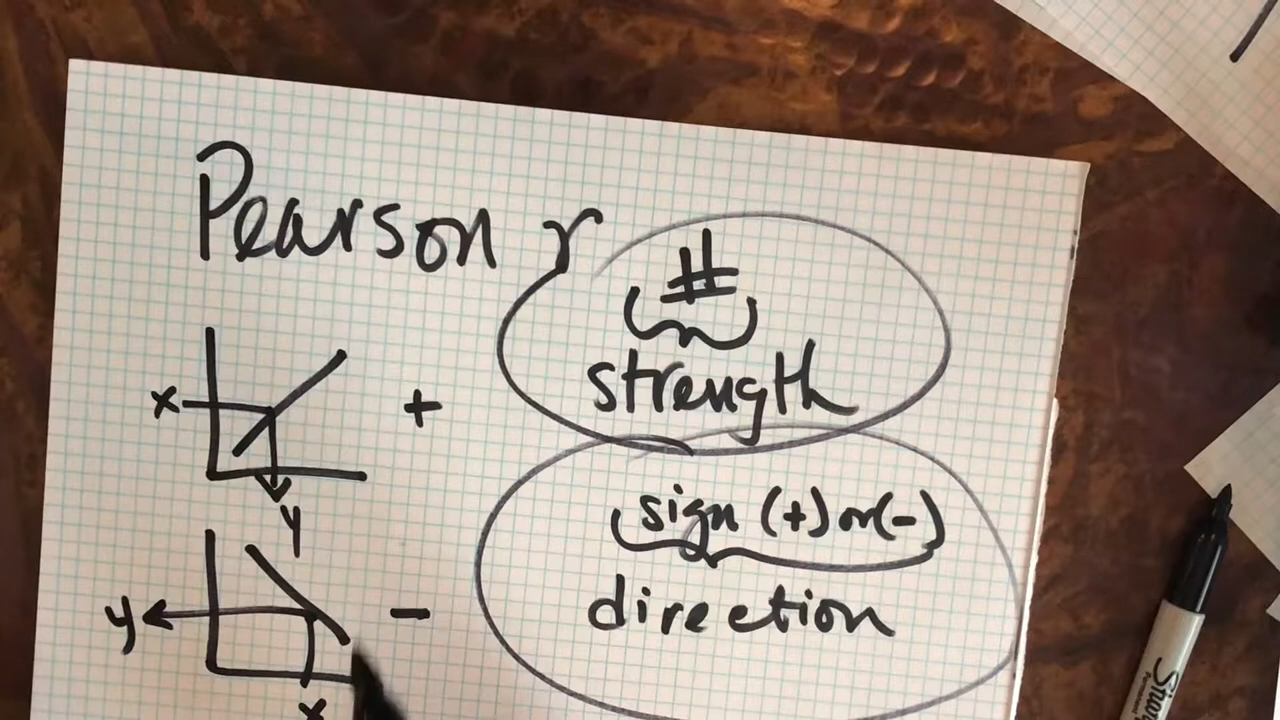 Pearson r
#
strength
x
+
y
sign (+) or (-)
direction
y
-
x